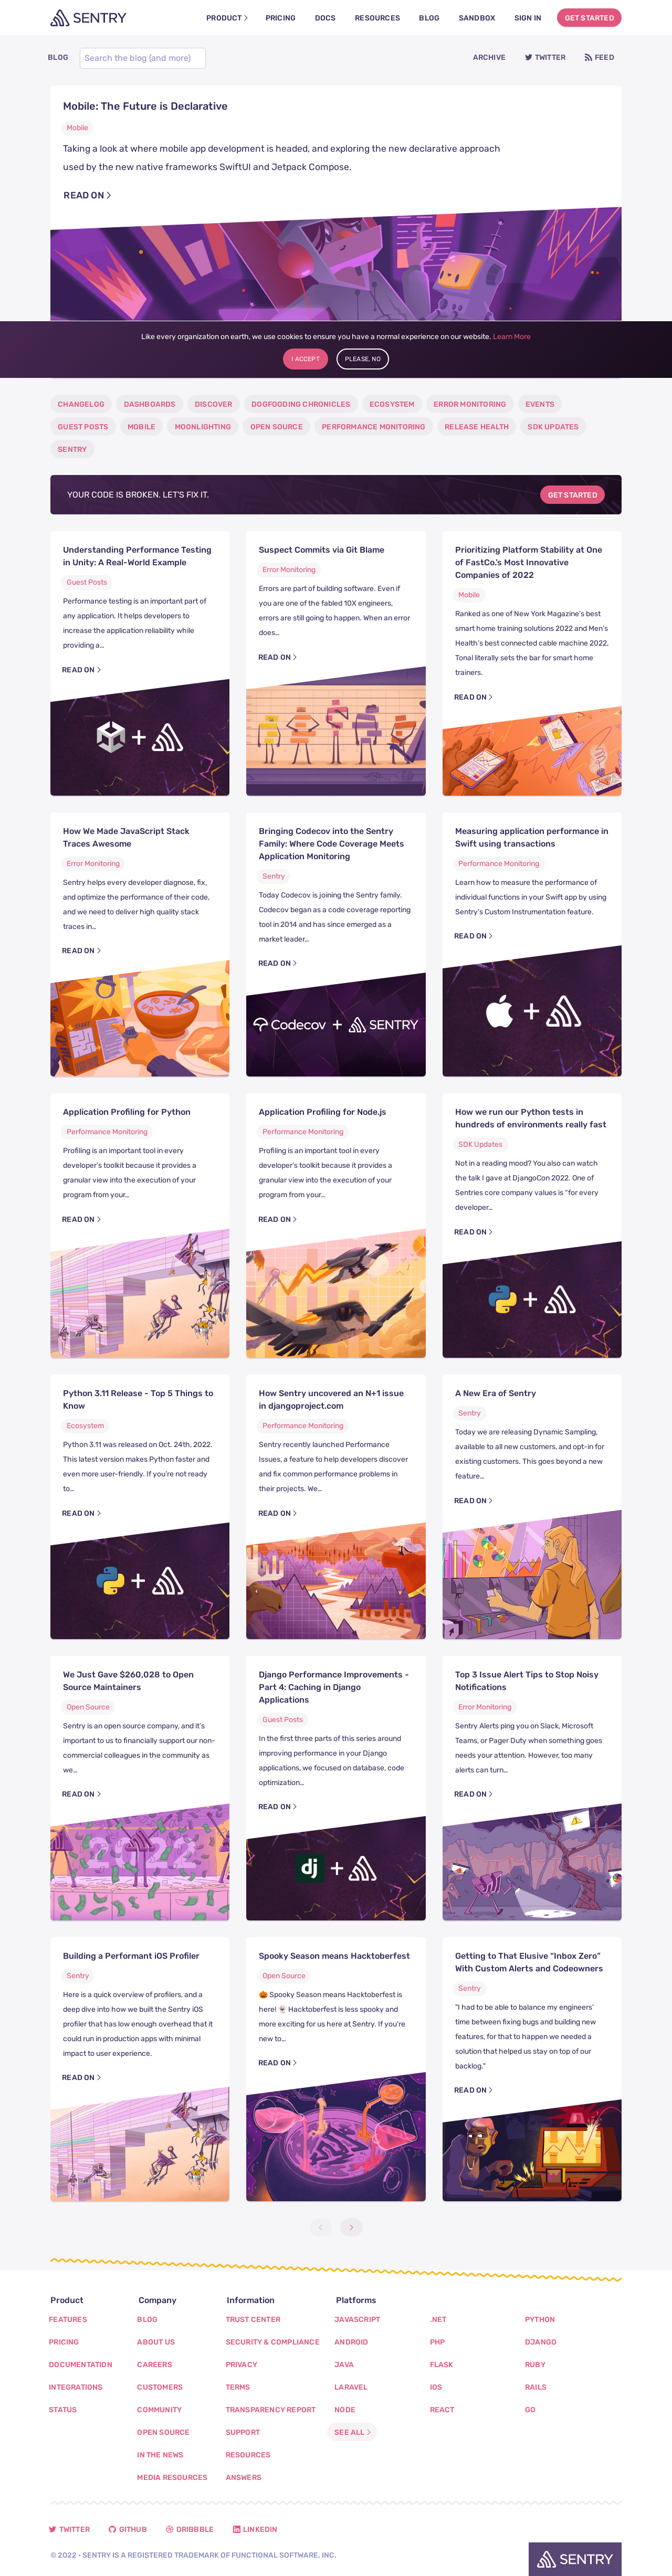 SENTRY
PRODUCT
PRICING
DOCS
RESOURCES
BLOG
SANDBOX
SIGN IN
GET STARTED
BLOG
Search the blog (and more)
ARCHIVE
TWITTER
FEED
Mobile: The Future is Declarative
Mobile
Taking a look at where mobile app development is headed, and exploring the new declarative approach
used by the new native frameworks SwiftUI and Jetpack Compose.
READ ON
Like every organization on earth, we use cookies to ensure you have a normal experience on our website. Learn More
I ACCEPT
PLEASE, NO
CHANGELOG
DASHBOARDS
DISCOVER
DOGFOODING CHRONICLES
ECOSYSTEM
ERROR MONITORING
EVENTS
GUEST POSTS
MOBILE
MOONLIGHTING
OPEN SOURCE
PERFORMANCE MONITORING
RELEASE HEALTH
SDK UPDATES
SENTRY
YOUR CODE IS BROKEN. LET'S FIX IT.
GET STARTED
Understanding Performance Testing
in Unity: A Real-World Example
Guest Posts
Performance testing is an important part of
any application. It helps developers to
increase the application reliability while
providing a…
READ ON
Suspect Commits via Git Blame
Error Monitoring
Errors are part of building software. Even if
you are one of the fabled 10X engineers,
errors are still going to happen. When an error
does…
READ ON
Prioritizing Platform Stability at One
of FastCo.'s Most Innovative
Companies of 2022
Mobile
Ranked as one of New York Magazine's best
smart home training solutions 2022 and Men's
Health's best connected cable machine 2022,
Tonal literally sets the bar for smart home
trainers.
READ ON
How We Made JavaScript Stack
Traces Awesome
Error Monitoring
Sentry helps every developer diagnose, fix,
and optimize the performance of their code,
and we need to deliver high quality stack
traces in…
READ ON
Bringing Codecov into the Sentry
Family: Where Code Coverage Meets
Application Monitoring
Sentry
Today Codecov is joining the Sentry family.
Codecov began as a code coverage reporting
tool in 2014 and has since emerged as a
market leader…
READ ON
Codecov + SENTRY
Measuring application performance in
Swift using transactions
Performance Monitoring
Learn how to measure the performance of
individual functions in your Swift app by using
Sentry's Custom Instrumentation feature.
READ ON
Application Profiling for Python
Performance Monitoring
Profiling is an important tool in every
developer's toolkit because it provides a
granular view into the execution of your
program from your…
READ ON
Application Profiling for Node.js
Performance Monitoring
Profiling is an important tool in every
developer's toolkit because it provides a
granular view into the execution of your
program from your…
READ ON
How we run our Python tests in
hundreds of environments really fast
SDK Updates
Not in a reading mood? You also can watch
the talk I gave at DjangoCon 2022. One of
Sentries core company values is "for every
developer…
READ ON
Python 3.11 Release - Top 5 Things to
Know
Ecosystem
Python 3.11 was released on Oct. 24th, 2022.
This latest version makes Python faster and
even more user-friendly. If you're not ready
to…
READ ON
How Sentry uncovered an N+1 issue
in djangoproject.com
Performance Monitoring
Sentry recently launched Performance
Issues, a feature to help developers discover
and fix common performance problems in
their projects. We…
READ ON
A New Era of Sentry
Sentry
Today we are releasing Dynamic Sampling,
available to all new customers, and opt-in for
existing customers. This goes beyond a new
feature…
READ ON
We Just Gave $260,028 to Open
Source Maintainers
Open Source
Sentry is an open source company, and it's
important to us to financially support our non-
commercial colleagues in the community as
we…
READ ON
Django Performance Improvements -
Part 4: Caching in Django
Applications
Guest Posts
In the first three parts of this series around
improving performance in your Django
applications, we focused on database, code
optimization…
READ ON
dj
Top 3 Issue Alert Tips to Stop Noisy
Notifications
Error Monitoring
Sentry Alerts ping you on Slack, Microsoft
Teams, or Pager Duty when something goes
needs your attention. However, too many
alerts can turn…
READ ON
Building a Performant iOS Profiler
Sentry
Here is a quick overview of profilers, and a
deep dive into how we built the Sentry iOS
profiler that has low enough overhead that it
could run in production apps with minimal
impact to user experience.
READ ON
Spooky Season means Hacktoberfest
Open Source
🎃 Spooky Season means Hacktoberfest is
here! 👻 Hacktoberfest is less spooky and
more exciting for us here at Sentry. If you're
new to…
READ ON
Getting to That Elusive "Inbox Zero"
With Custom Alerts and Codeowners
Sentry
"I had to be able to balance my engineers'
time between fixing bugs and building new
features, for that to happen we needed a
solution that helped us stay on top of our
backlog."
READ ON
Product
FEATURES
PRICING
DOCUMENTATION
INTEGRATIONS
STATUS
Company
BLOG
ABOUT US
CAREERS
CUSTOMERS
COMMUNITY
OPEN SOURCE
IN THE NEWS
MEDIA RESOURCES
Information
TRUST CENTER
SECURITY & COMPLIANCE
PRIVACY
TERMS
TRANSPARENCY REPORT
SUPPORT
RESOURCES
ANSWERS
Platforms
JAVASCRIPT
ANDROID
JAVA
LARAVEL
NODE
SEE ALL
.NET
PHP
FLASK
IOS
REACT
PYTHON
DJANGO
RUBY
RAILS
GO
TWITTER
GITHUB
DRIBBBLE
LINKEDIN
© 2022 • SENTRY IS A REGISTERED TRADEMARK OF FUNCTIONAL SOFTWARE, INC.
SENTRY